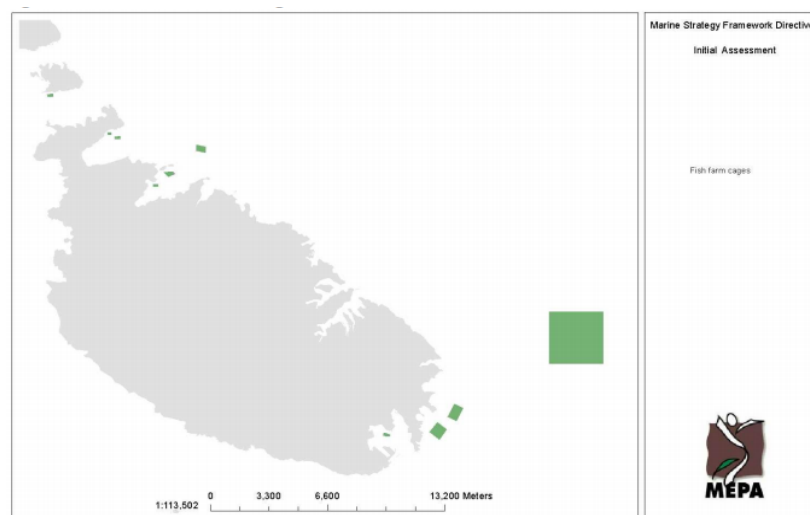 Marine Strategy Framework Directive
Initial Assessment
Fish farm cages
MEPA
1:113,502
0 3,300 6,600 13,200 Meters